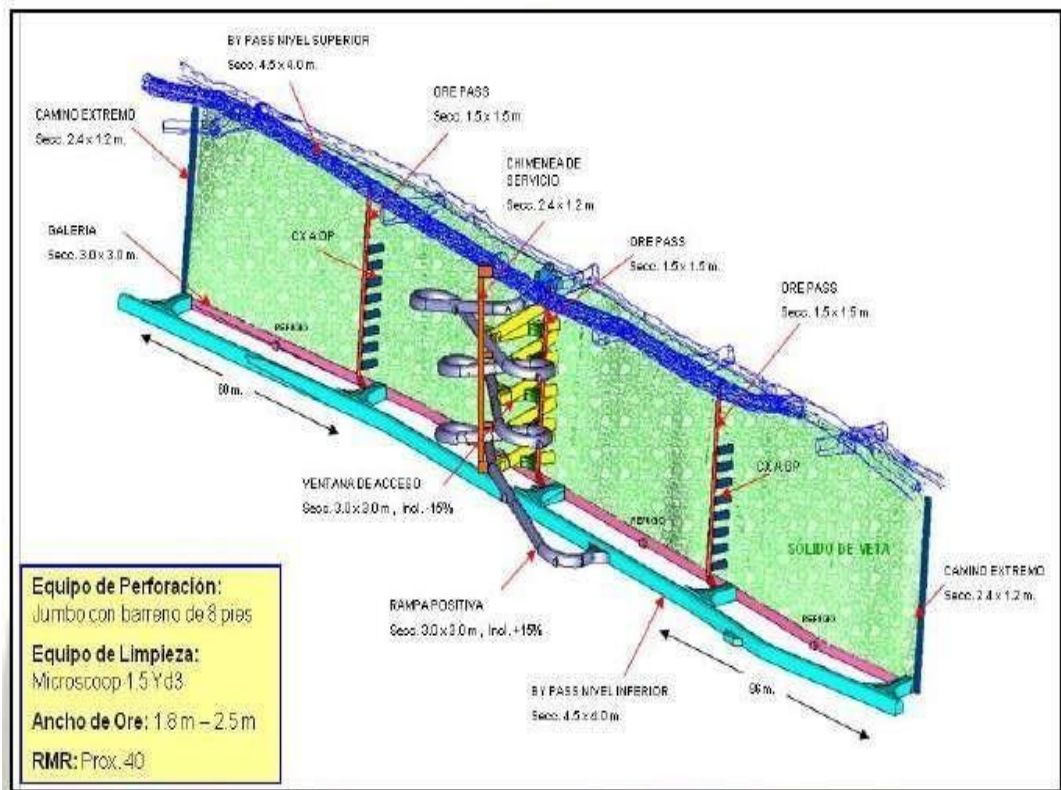 BY PASS NIVEL SUPERIOR
Secc. 4.5 x 4.0 m.
ORE PASS
Secc. 1.5 x 1.5 m.
CAMINO EXTREMO
Secc. 2.4 x 1.2 m.
CHIMENEA DE
SERVICIO
Secc. 2.4 x 1.2 m
GALERIA
Secc. 3.0 x 3.0 m.
CX A OP
ORE PASS
Secc. 1.5 x 1.5 m.
ORE PASS
Secc. 1.5 x 1.5 m.
REFUGIO
60 m.
VENTANA DE ACCESO
Secc. 3.0 x 3.0 m , Incl. -15%
CX A OP
REFUGIO
SÓLIDO DE VETA
RAMPA POSITIVA
Secc. 3.0 x 3.0 m , Incl. +15%
REFUGIO
CAMINO EXTREMO
Secc. 2.4 x 1.2 m.
BY PASS NIVEL INFERIOR
Secc. 4.5 x 4.0 m.
Equipo de Perforación:
Jumbo con barreno de 8 pies
Equipo de Limpieza:
Microscoop 1.5 Yd3
Ancho de Ore: 1.8 m – 2.5 m
RMR: Prox. 40